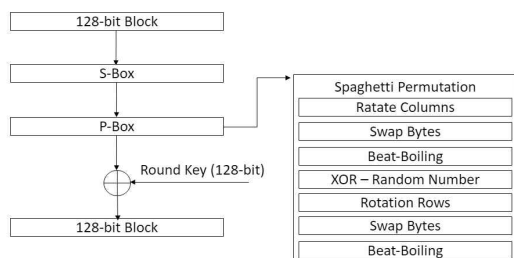 128-bit Block
S-Box
P-Box
Round Key (128-bit)
128-bit Block
Spaghetti Permutation
Ratate Columns
Swap Bytes
Beat-Boiling
XOR – Random Number
Rotation Rows
Swap Bytes
Beat-Boiling